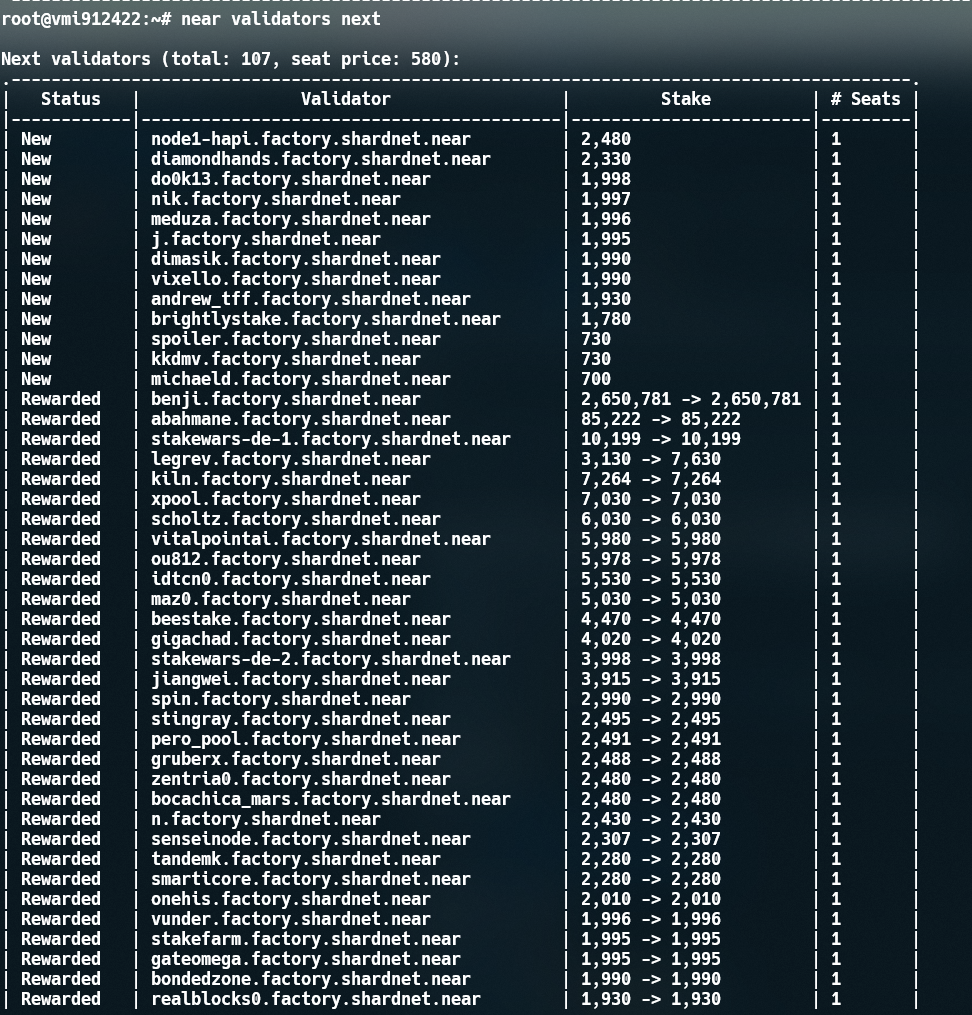 root@vmi912422:~# near validators next
Next validators (total: 107, seat price: 580):
.------------------------------------------------------------------------------------------.
| Status | Validator | Stake | # Seats |
|------------|------------------------------------------|------------------------|---------|
| New | node1-hapi.factory.shardnet.near | 2,480 | 1 |
| New | diamondhands.factory.shardnet.near | 2,330 | 1 |
| New | do0k13.factory.shardnet.near | 1,998 | 1 |
| New | nik.factory.shardnet.near | 1,997 | 1 |
| New | meduza.factory.shardnet.near | 1,996 | 1 |
| New | j.factory.shardnet.near | 1,995 | 1 |
| New | dimasik.factory.shardnet.near | 1,990 | 1 |
| New | vixello.factory.shardnet.near | 1,990 | 1 |
| New | andrew_tff.factory.shardnet.near | 1,930 | 1 |
| New | brightlystake.factory.shardnet.near | 1,780 | 1 |
| New | spoiler.factory.shardnet.near | 730 | 1 |
| New | kkdmv.factory.shardnet.near | 730 | 1 |
| New | michaeld.factory.shardnet.near | 700 | 1 |
| Rewarded | benji.factory.shardnet.near | 2,650,781 -> 2,650,781 | 1 |
| Rewarded | abahmane.factory.shardnet.near | 85,222 -> 85,222 | 1 |
| Rewarded | stakewars-de-1.factory.shardnet.near | 10,199 -> 10,199 | 1 |
| Rewarded | legrev.factory.shardnet.near | 3,130 -> 7,630 | 1 |
| Rewarded | kiln.factory.shardnet.near | 7,264 -> 7,264 | 1 |
| Rewarded | xpool.factory.shardnet.near | 7,030 -> 7,030 | 1 |
| Rewarded | scholtz.factory.shardnet.near | 6,030 -> 6,030 | 1 |
| Rewarded | vitalpointai.factory.shardnet.near | 5,980 -> 5,980 | 1 |
| Rewarded | ou812.factory.shardnet.near | 5,978 -> 5,978 | 1 |
| Rewarded | idtcn0.factory.shardnet.near | 5,530 -> 5,530 | 1 |
| Rewarded | maz0.factory.shardnet.near | 5,030 -> 5,030 | 1 |
| Rewarded | beestake.factory.shardnet.near | 4,470 -> 4,470 | 1 |
| Rewarded | gigachad.factory.shardnet.near | 4,020 -> 4,020 | 1 |
| Rewarded | stakewars-de-2.factory.shardnet.near | 3,998 -> 3,998 | 1 |
| Rewarded | jiangwei.factory.shardnet.near | 3,915 -> 3,915 | 1 |
| Rewarded | spin.factory.shardnet.near | 2,990 -> 2,990 | 1 |
| Rewarded | stingray.factory.shardnet.near | 2,495 -> 2,495 | 1 |
| Rewarded | pero_pool.factory.shardnet.near | 2,491 -> 2,491 | 1 |
| Rewarded | gruberx.factory.shardnet.near | 2,488 -> 2,488 | 1 |
| Rewarded | zentria0.factory.shardnet.near | 2,480 -> 2,480 | 1 |
| Rewarded | bocachica_mars.factory.shardnet.near | 2,480 -> 2,480 | 1 |
| Rewarded | n.factory.shardnet.near | 2,430 -> 2,430 | 1 |
| Rewarded | senseinode.factory.shardnet.near | 2,307 -> 2,307 | 1 |
| Rewarded | tandemk.factory.shardnet.near | 2,280 -> 2,280 | 1 |
| Rewarded | smarticore.factory.shardnet.near | 2,280 -> 2,280 | 1 |
| Rewarded | onehis.factory.shardnet.near | 2,010 -> 2,010 | 1 |
| Rewarded | vunder.factory.shardnet.near | 1,996 -> 1,996 | 1 |
| Rewarded | stakefarm.factory.shardnet.near | 1,995 -> 1,995 | 1 |
| Rewarded | gateomega.factory.shardnet.near | 1,995 -> 1,995 | 1 |
| Rewarded | bondedzone.factory.shardnet.near | 1,990 -> 1,990 | 1 |
| Rewarded | realblocks0.factory.shardnet.near | 1,930 -> 1,930 | 1 |